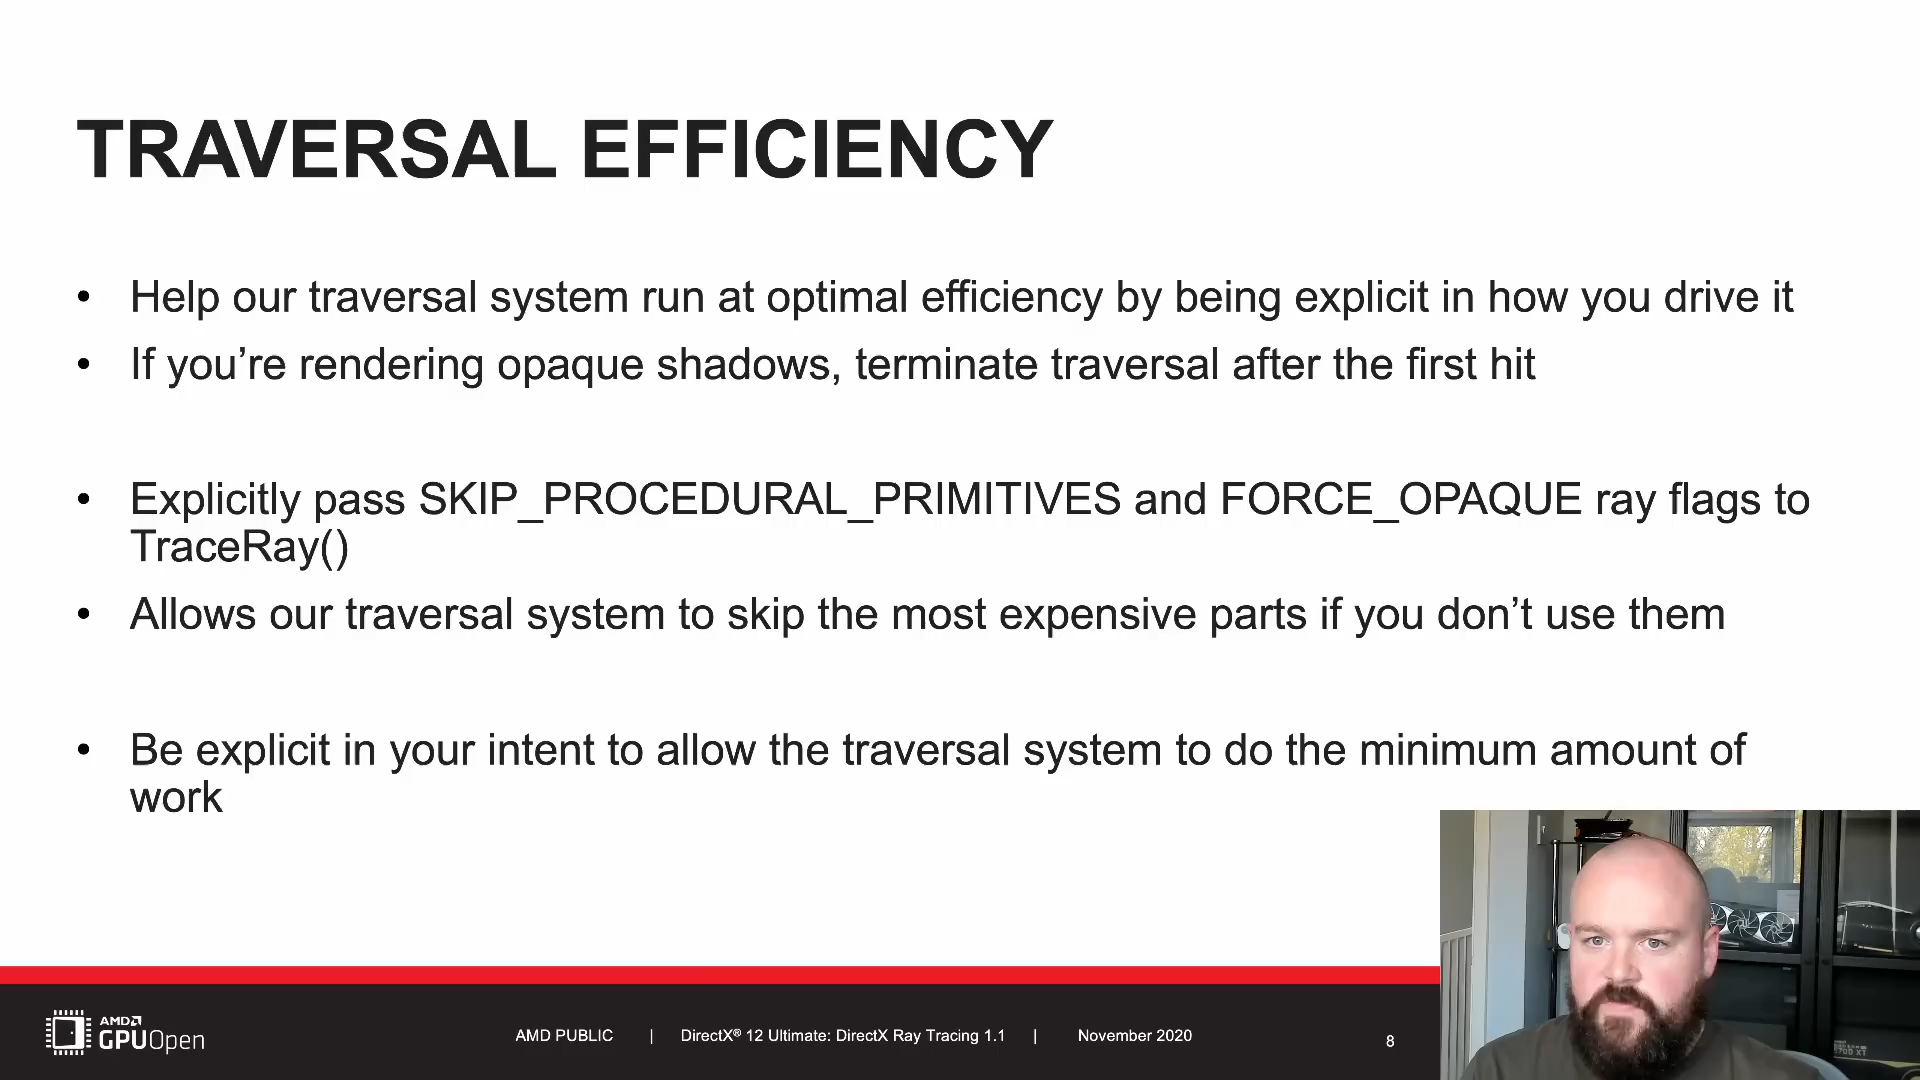 TRAVERSAL EFFICIENCY
• Help our traversal system run at optimal efficiency by being explicit in how you drive it
• If you’re rendering opaque shadows, terminate traversal after the first hit
• Explicitly pass SKIP_PROCEDURAL_PRIMITIVES and FORCE_OPAQUE ray flags to
TraceRay()
• Allows our traversal system to skip the most expensive parts if you don’t use them
• Be explicit in your intent to allow the traversal system to do the minimum amount of
work
AMD
GPUOpen
AMD PUBLIC | DirectX® 12 Ultimate: DirectX Ray Tracing 1.1 | November 2020
8